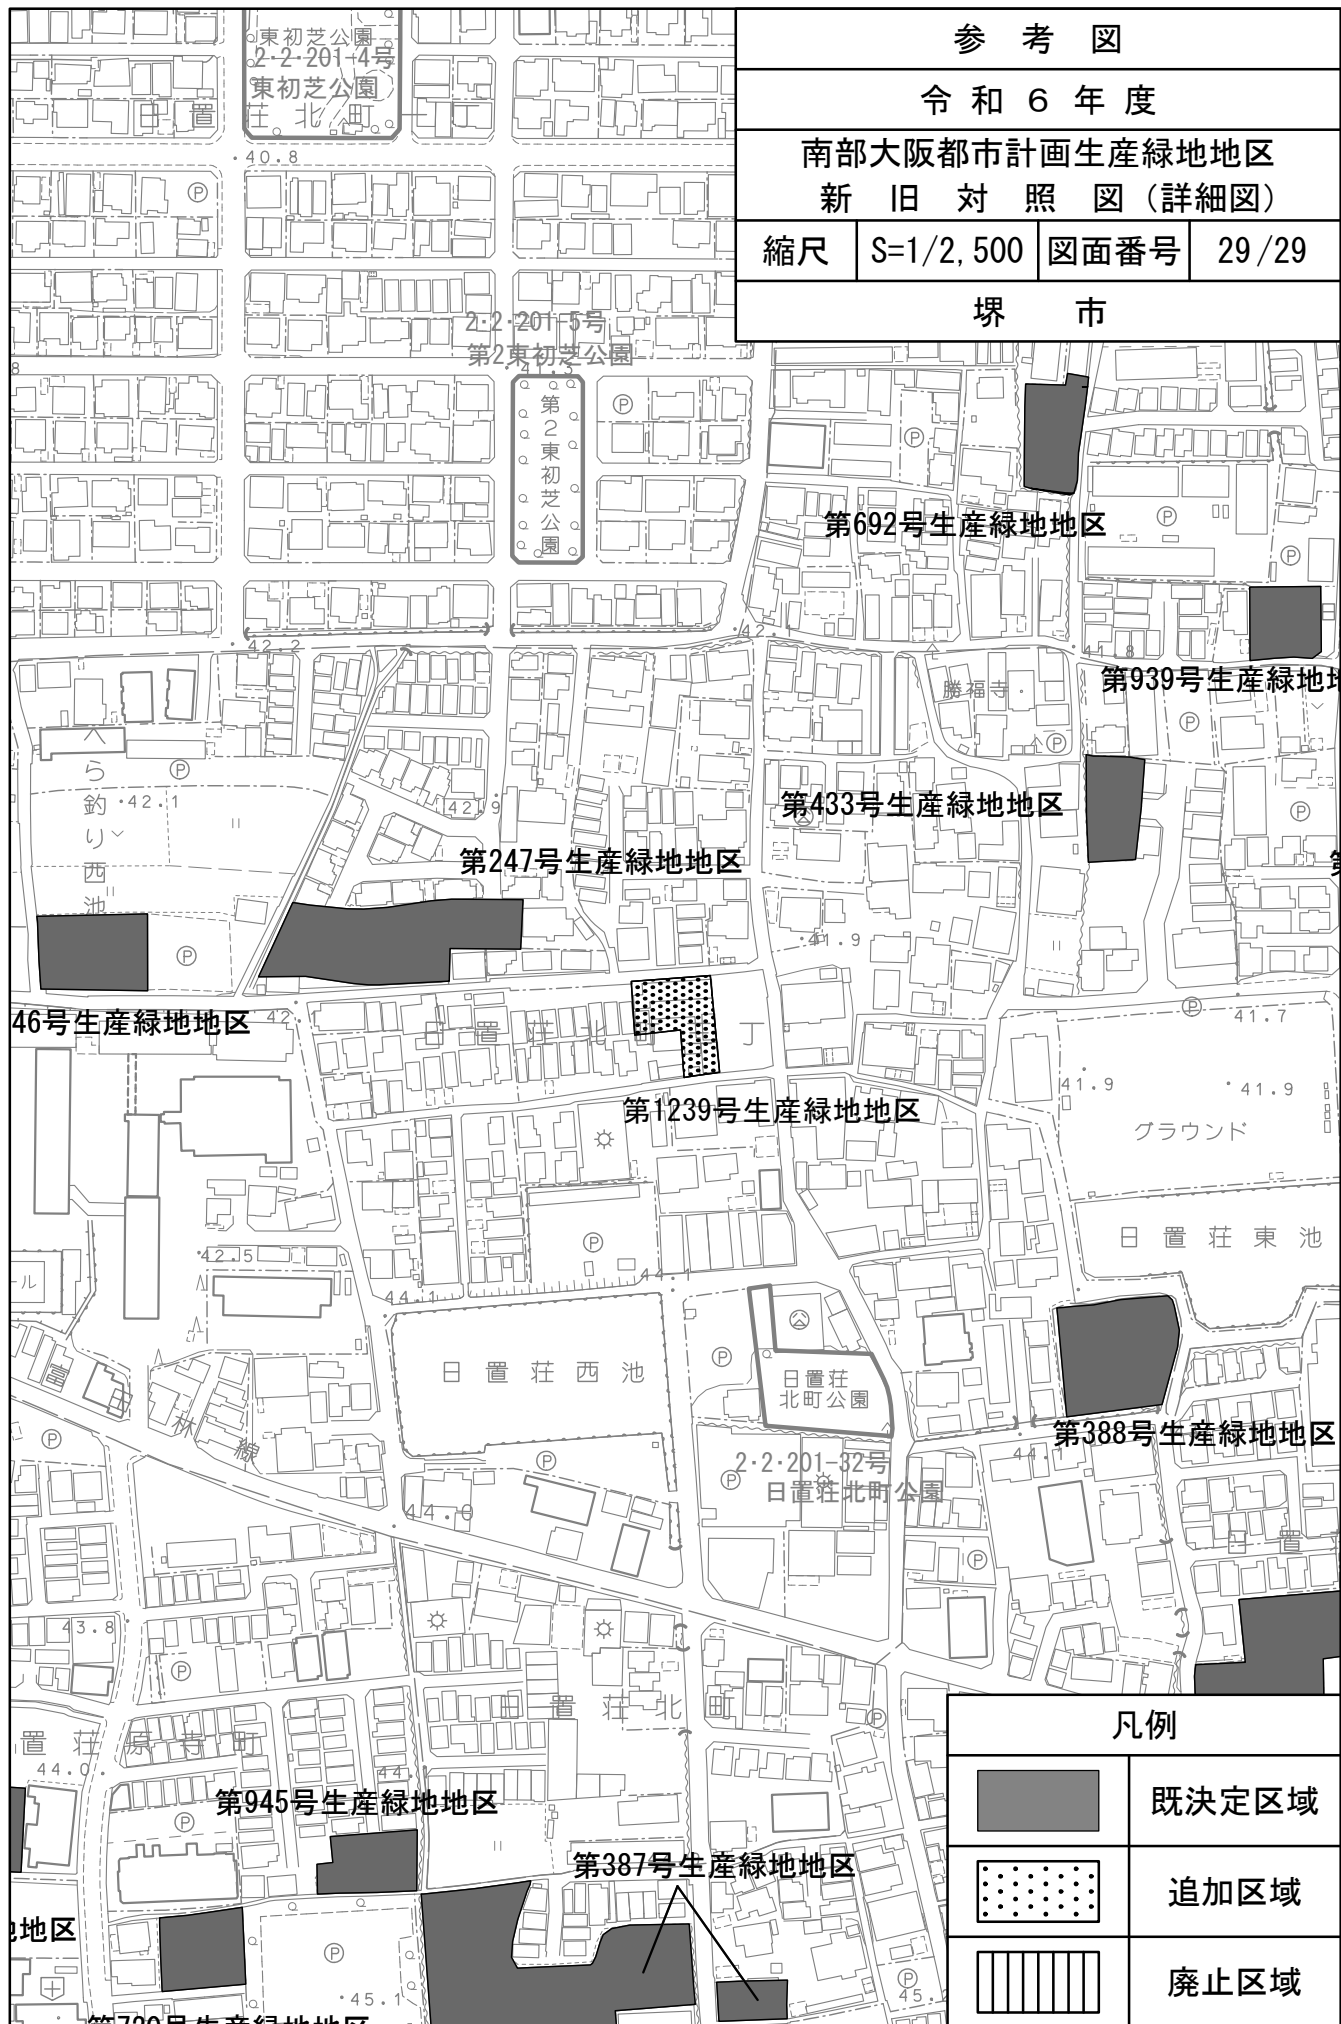 参考図
令和6年度
南部大阪都市計画生産緑地地区
新旧対照図(詳細図)
縮尺 S=1/2,500 図面番号 29/29
堺市
東初芝公園
2・2・201-4号
東初芝公園
日置荘北町一丁
・40.8
2・2・201-5号
第2東初芝公園
・41.3
第2東初芝公園
第692号生産緑地地区
・42.2
・41.8
勝福寺
第939号生産緑地地
へら釣り西池
・42.1
・42.9
第433号生産緑地地区
第247号生産緑地地区
・41.9
46号生産緑地地区
日置荘北町
丁
・41.7
・41.9
・41.9
第1239号生産緑地地区
グラウンド
日置荘東池
・42.5
・44.1
・44.1
ール
日置荘西池
日置荘
北町公園
富田林線
第388号生産緑地地区
・44.1
2・2・201-32号
日置荘北町公園
・44.0
日置
43.8・
日置荘北町
置荘原寺町
44.0・
第945号生産緑地地区
第387号生産緑地地区
地地区
・45.1
凡例
既決定区域
追加区域
廃止区域